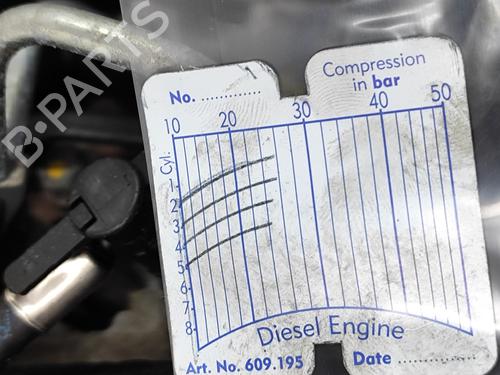 B·PARTS
No. ............
Compression
in bar
10 20 30 40 50
Cyl.
1
2
3
4
5
6
7
8
Diesel Engine
Art. No. 609.195
Date ................